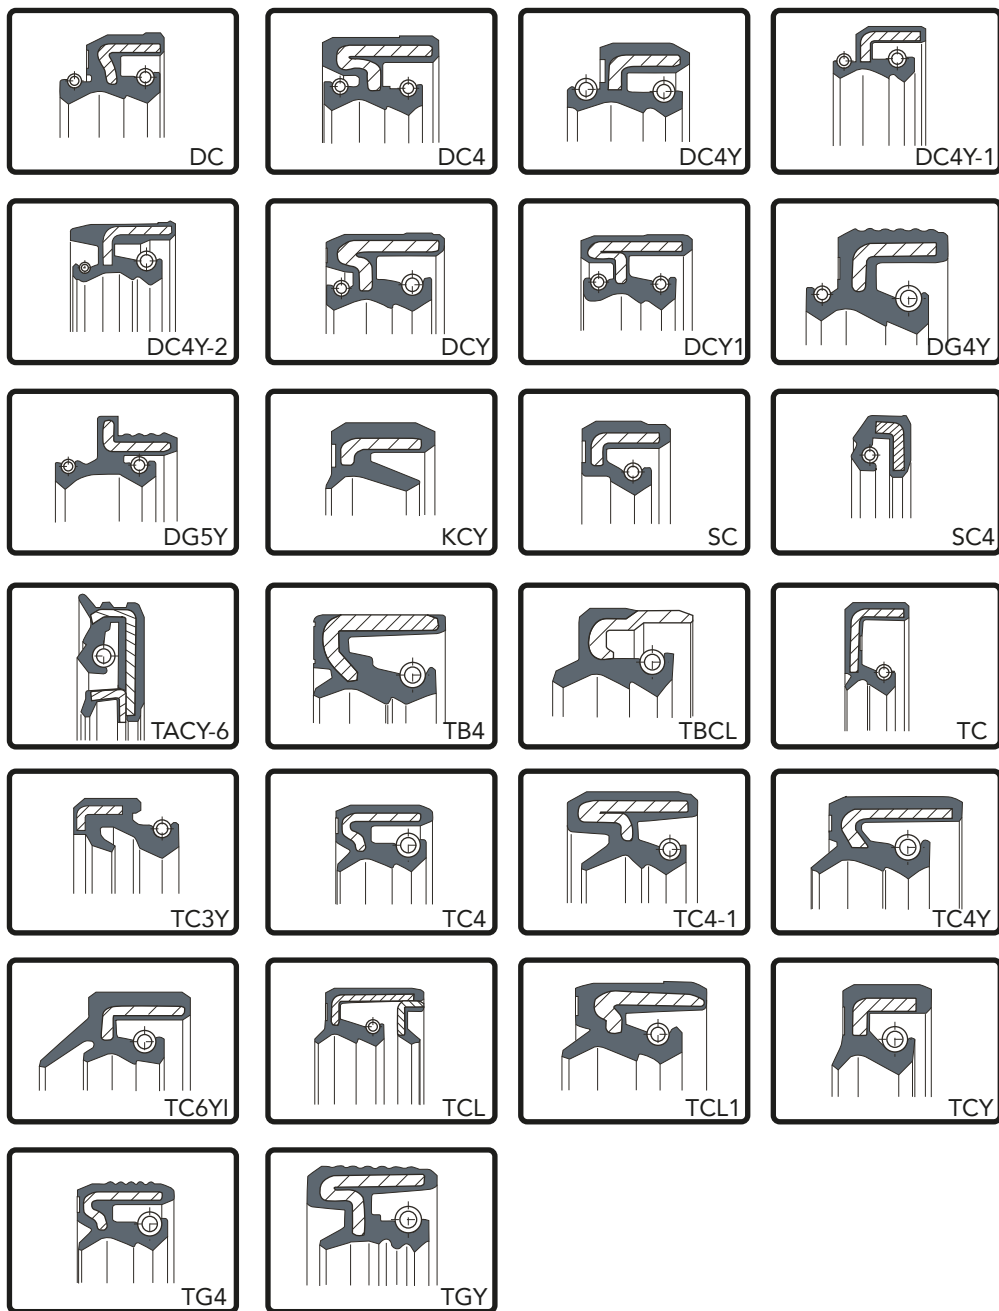 DC
DC4
DC4Y
DC4Y-1
DC4Y-2
DCY
DCY1
DG4Y
DG5Y
KCY
SC
SC4
TACY-6
TB4
TBCL
TC
TC3Y
TC4
TC4-1
TC4Y
TC6YI
TCL
TCL1
TCY
TG4
TGY